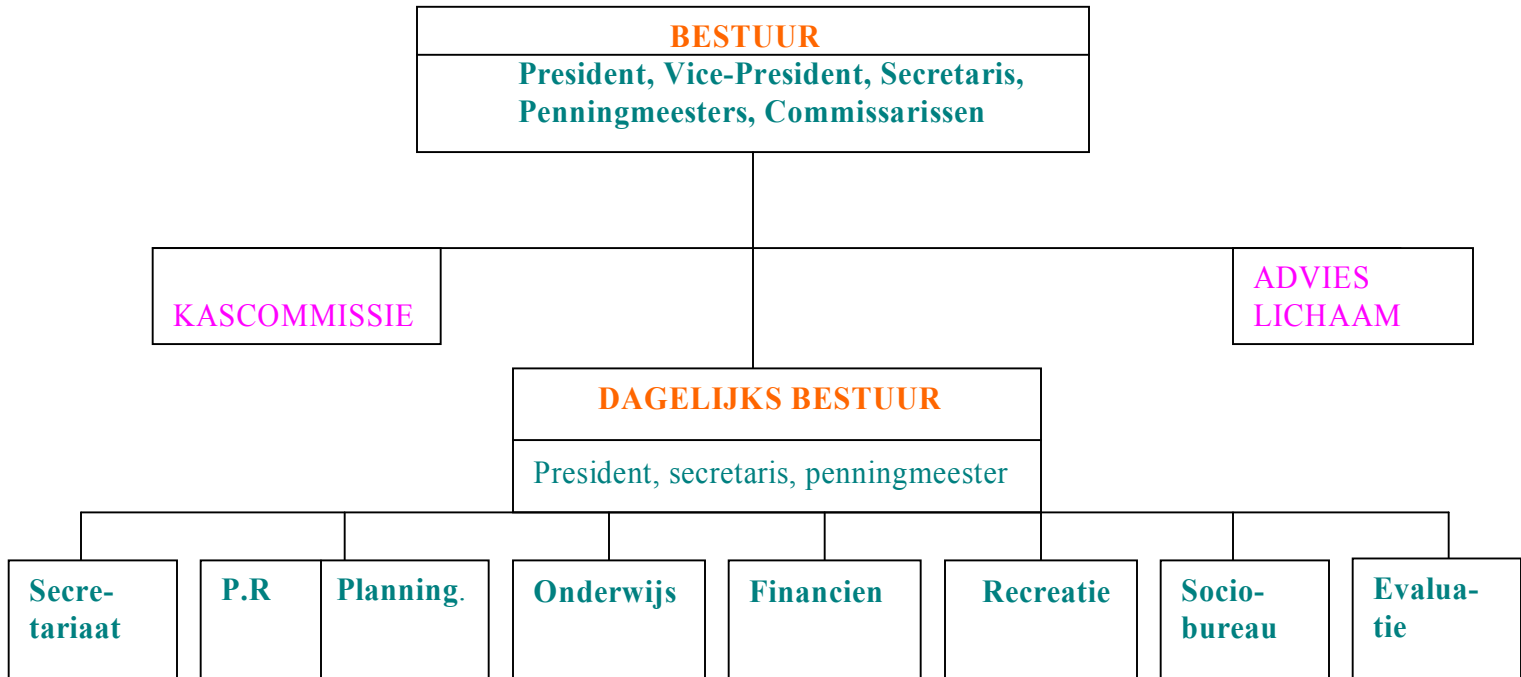 BESTUUR
President, Vice-President, Secretaris,
Penningmeesters, Commissarissen
KASCOMMISSIE
ADVIES
LICHAAM
DAGELIJKS BESTUUR
President, secretaris, penningmeester
Secre-
tariaat
P.R
Planning.
Onderwijs
Financien
Recreatie
Socio-
bureau
Evalua-
tie